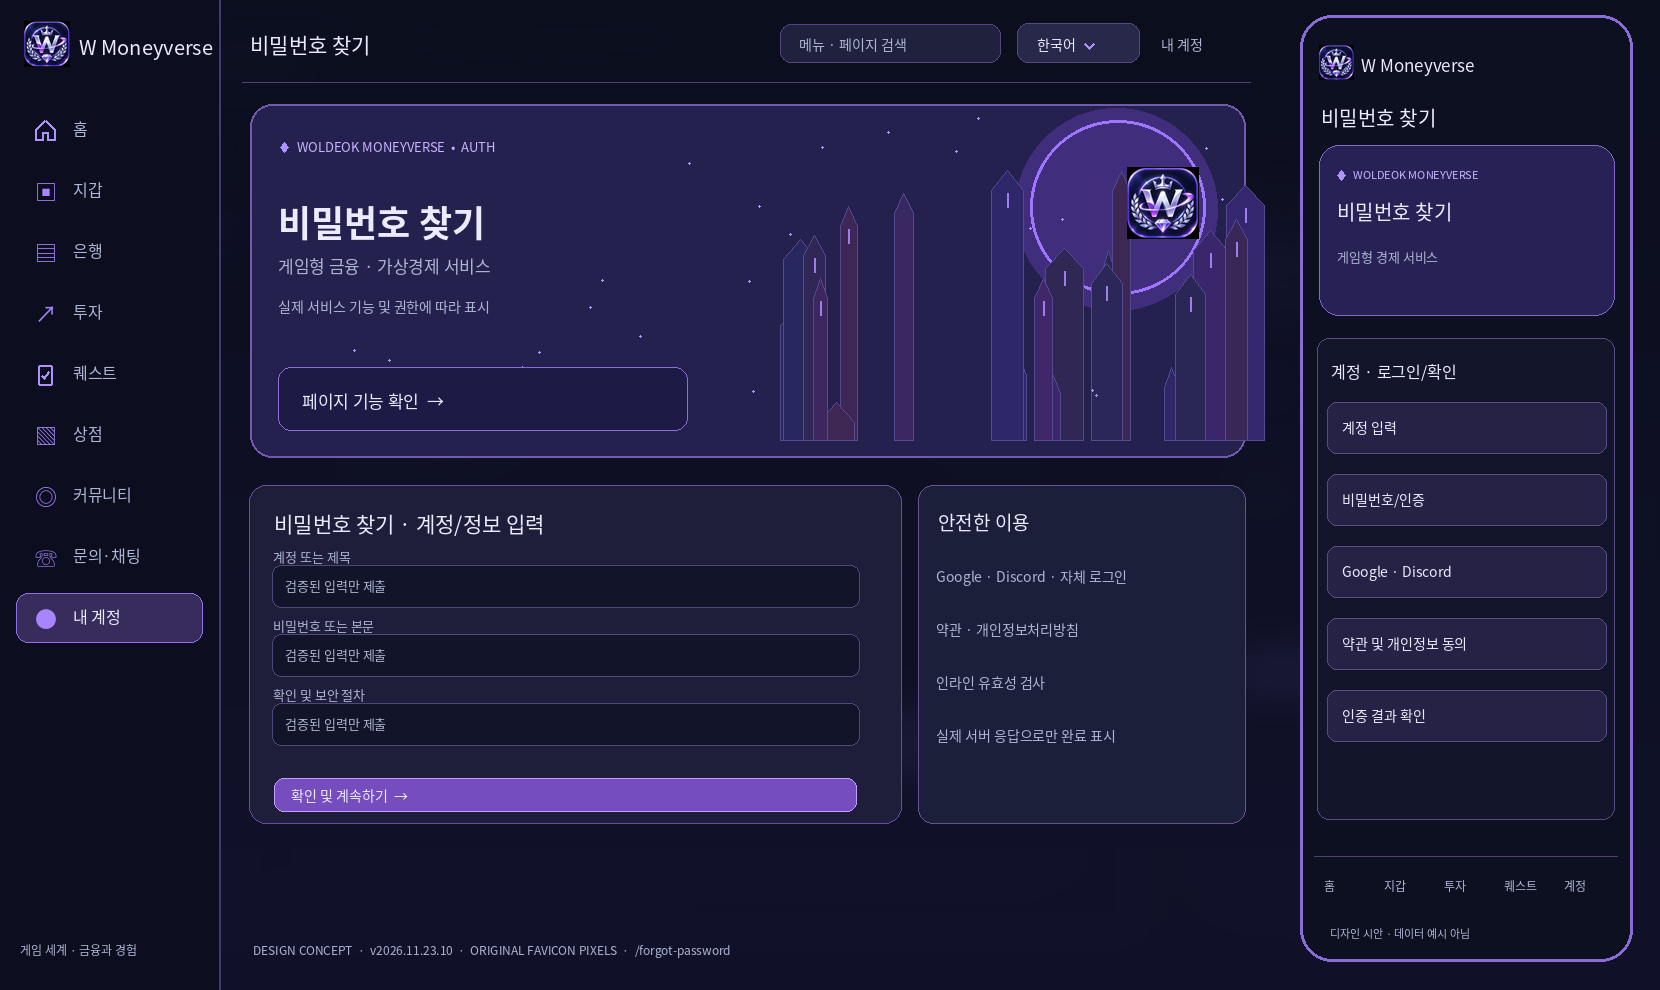 W Moneyverse
홈
지갑
은행
투자
퀘스트
상점
커뮤니티
문의·채팅
내 계정
게임 세계 · 금융과 경험
비밀번호 찾기
메뉴 · 페이지 검색
한국어
내 계정
WOLDEOK MONEYVERSE • AUTH
비밀번호 찾기
게임형 금융 · 가상경제 서비스
실제 서비스 기능 및 권한에 따라 표시
페이지 기능 확인 →
W
비밀번호 찾기 · 계정/정보 입력
계정 또는 제목
검증된 입력만 제출
비밀번호 또는 본문
검증된 입력만 제출
확인 및 보안 절차
검증된 입력만 제출
확인 및 계속하기 →
안전한 이용
Google · Discord · 자체 로그인
약관 · 개인정보처리방침
인라인 유효성 검사
실제 서버 응답으로만 완료 표시
DESIGN CONCEPT · v2026.11.23.10 · ORIGINAL FAVICON PIXELS · /forgot-password
W Moneyverse
비밀번호 찾기
WOLDEOK MONEYVERSE
비밀번호 찾기
게임형 경제 서비스
계정 · 로그인/확인
계정 입력
비밀번호/인증
Google · Discord
약관 및 개인정보 동의
인증 결과 확인
홈 지갑 투자 퀘스트 계정
디자인 시안 · 데이터 예시 아님